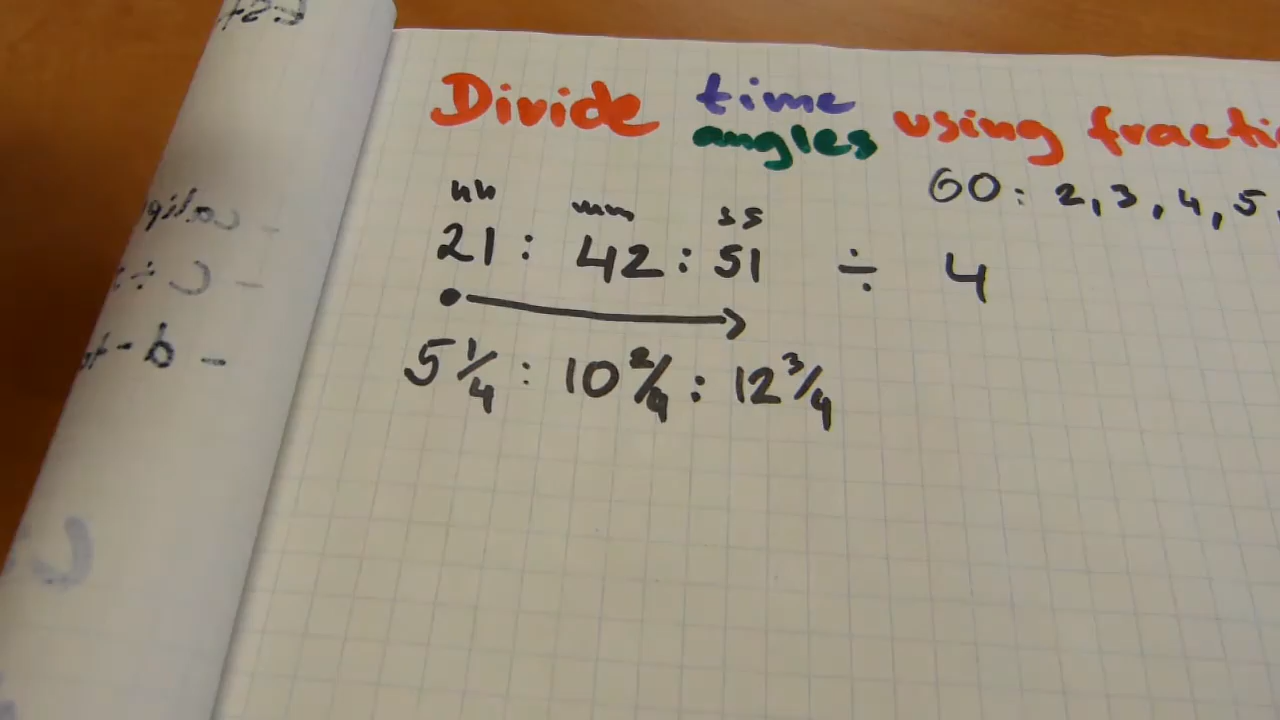 Divide time using fracti
angles
60: 2, 3, 4, 5,
hh mm ss
21 : 42 : 51 ÷ 4
5 1/4 : 10 2/4 : 12 3/4